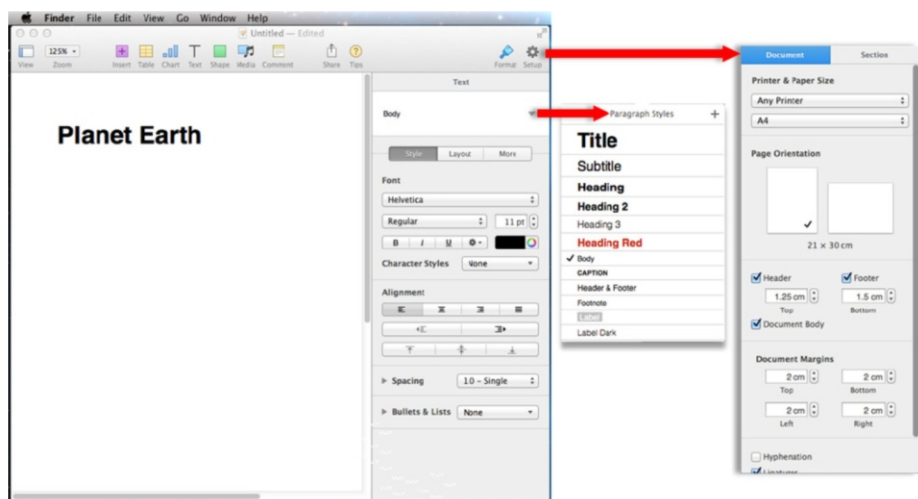 Finder File Edit View Go Window Help
Untitled — Edited
125%
View Zoom Insert Table Chart Text Shape Media Comment Share Tips Format Setup
Planet Earth
Text
Body
Style Layout More
Font
Helvetica
Regular 11 pt
B I U
Character Styles None
Alignment
Spacing 1.0 - Single
Bullets & Lists None
Paragraph Styles +
Title
Subtitle
Heading
Heading 2
Heading 3
Heading Red
Body
CAPTION
Header & Footer
Footnote
Label
Label Dark
Document Section
Printer & Paper Size
Any Printer
A4
Page Orientation
21 × 30 cm
Header Footer
1.25 cm 1.5 cm
Top Bottom
Document Body
Document Margins
2 cm 2 cm
Top Bottom
2 cm 2 cm
Left Right
Hyphenation
Ligatures